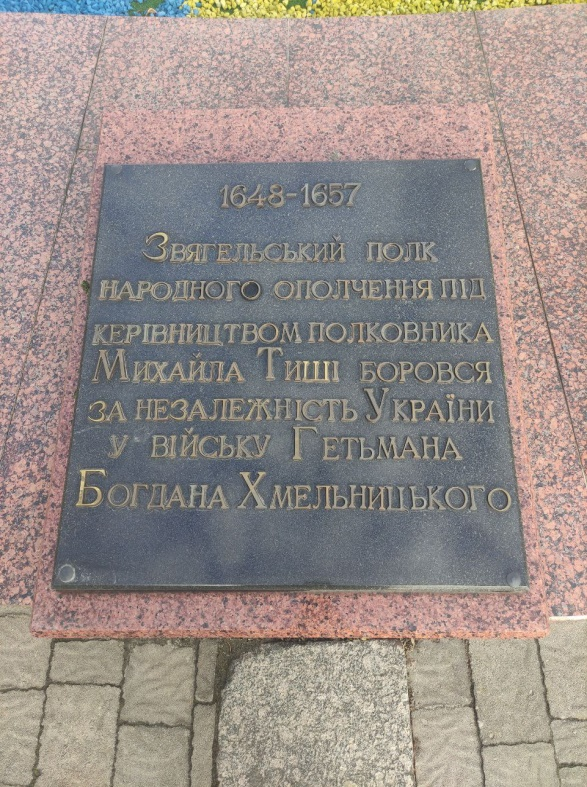 1648-1657
Звягельський полк
народного ополчення під
керівництвом полковника
Михайла Тиші боровся
за незалежність України
у війську Гетьмана
Богдана Хмельницького